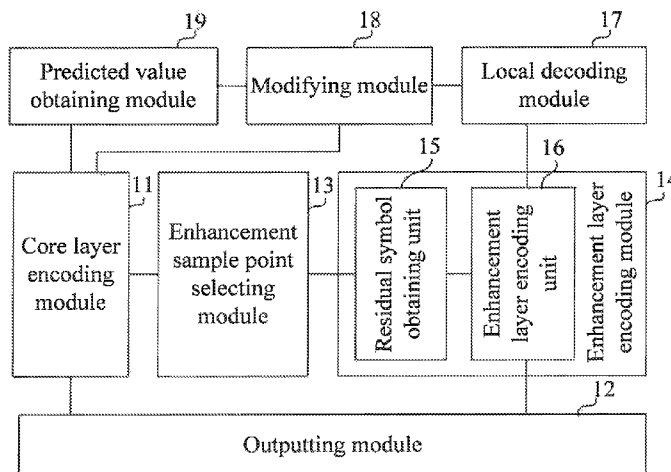 19
18
17
Predicted value
obtaining module
Modifying module
Local decoding
module
11
13
15
16
14
Core layer
encoding
module
Enhancement
sample point
selecting
module
Residual symbol
obtaining unit
Enhancement
layer encoding
unit
Enhancement layer
encoding module
12
Outputting module